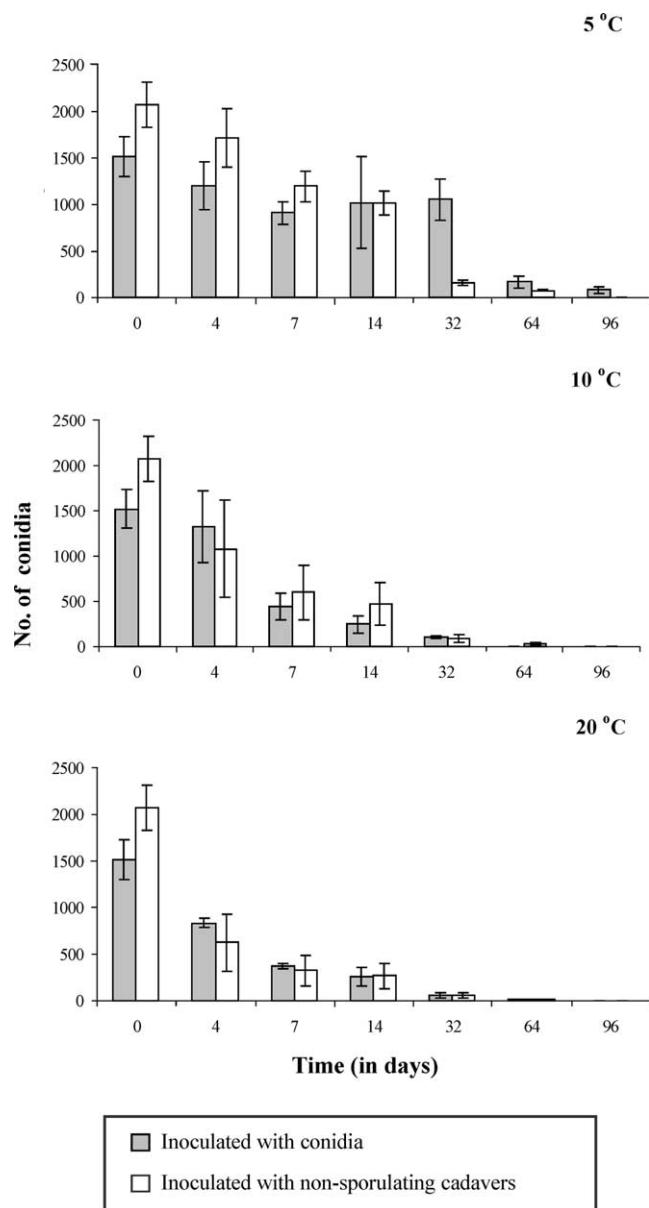 5 °C
2500
2000
1500
1000
500
0
0 4 7 14 32 64 96
10 °C
2500
2000
1500
1000
500
0
0 4 7 14 32 64 96
No. of conidia
20 °C
2500
2000
1500
1000
500
0
0 4 7 14 32 64 96
Time (in days)
Inoculated with conidia
Inoculated with non-sporulating cadavers